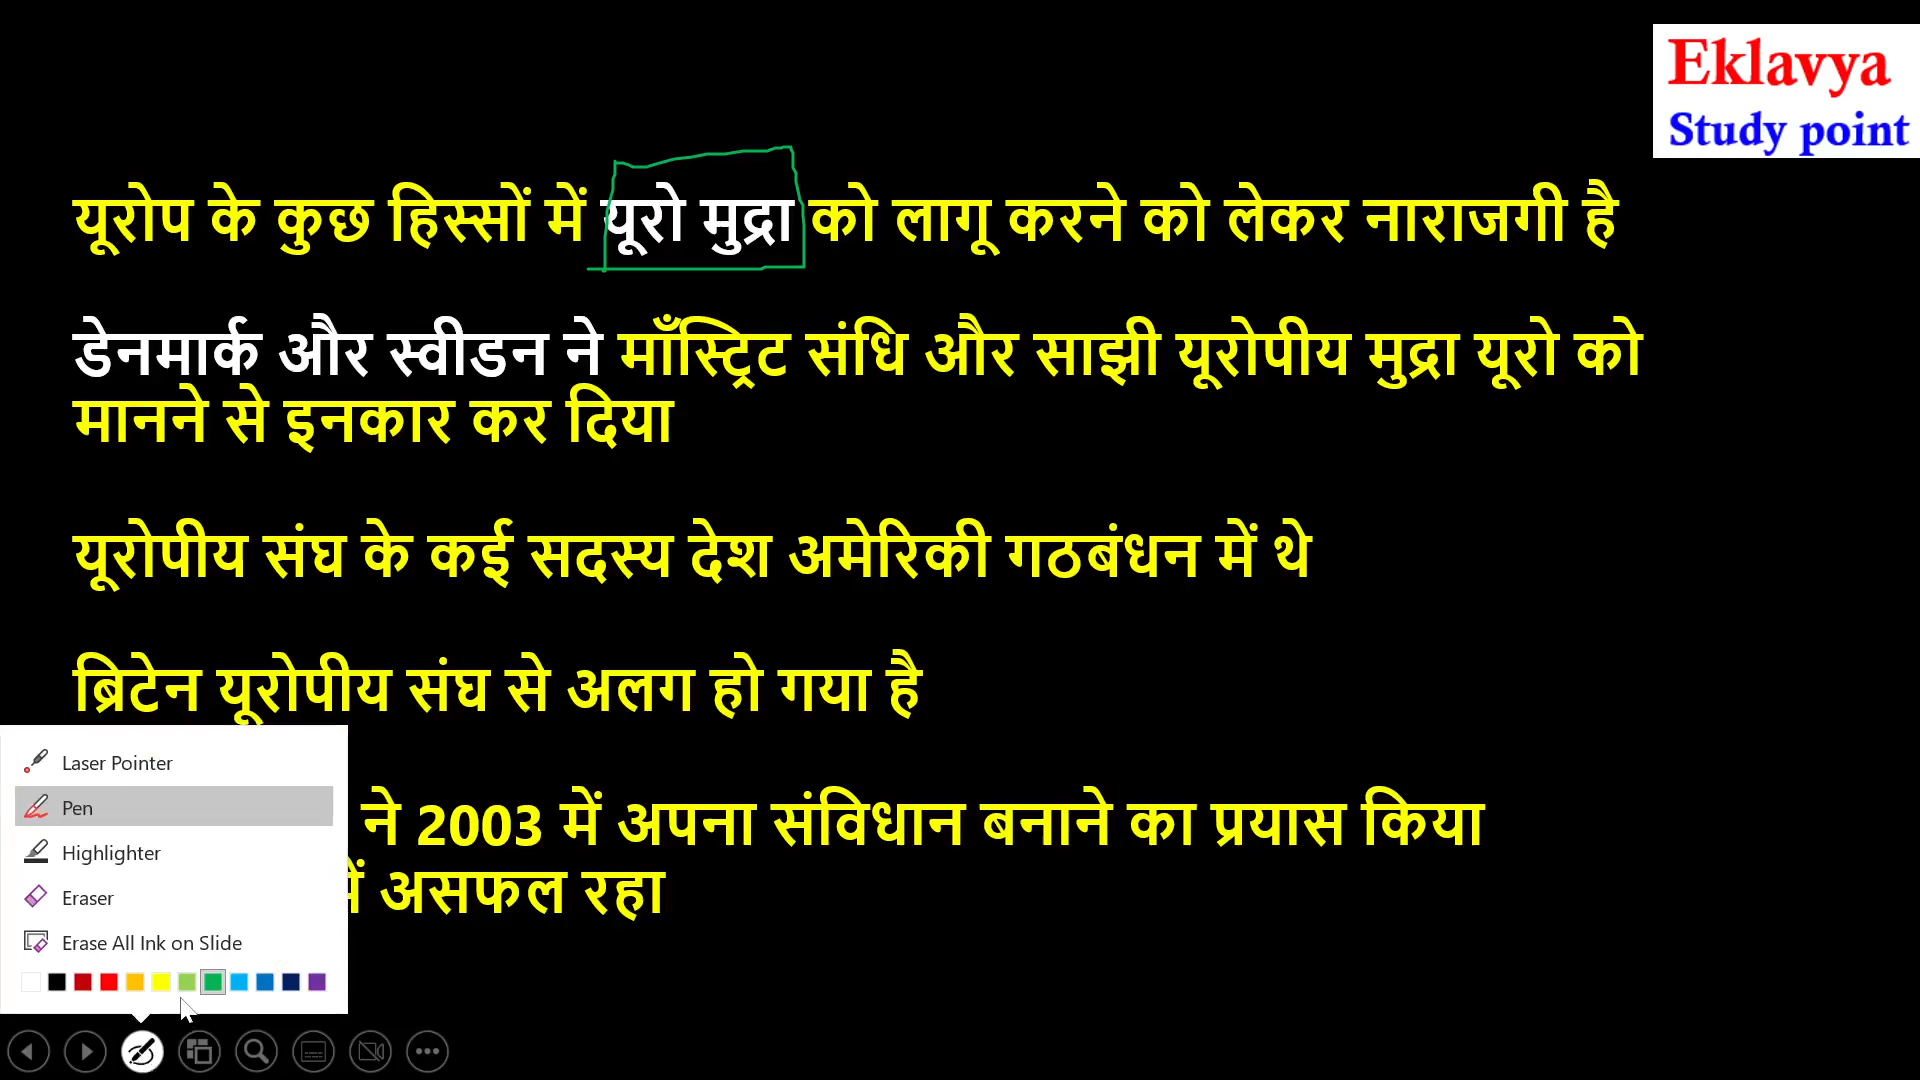 Eklavya
Study point
यूरोप के कुछ हिस्सों में यूरो मुद्रा को लागू करने को लेकर नाराजगी है
डेनमार्क और स्वीडन ने माँस्ट्रिट संधि और साझी यूरोपीय मुद्रा यूरो को
मानने से इनकार कर दिया
यूरोपीय संघ के कई सदस्य देश अमेरिकी गठबंधन में थे
ब्रिटेन यूरोपीय संघ से अलग हो गया है
ने 2003 में अपना संविधान बनाने का प्रयास किया
में असफल रहा
Laser Pointer
Pen
Highlighter
Eraser
Erase All Ink on Slide